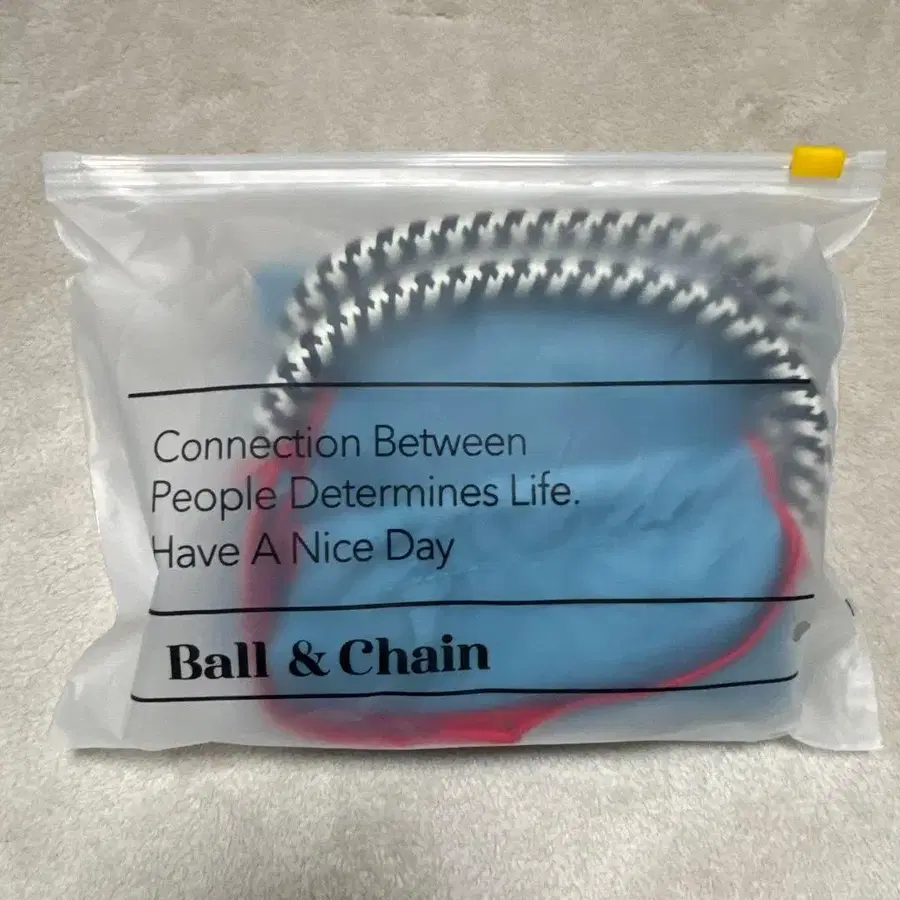 Connection Between
People Determines Life.
Have A Nice Day
Ball & Chain